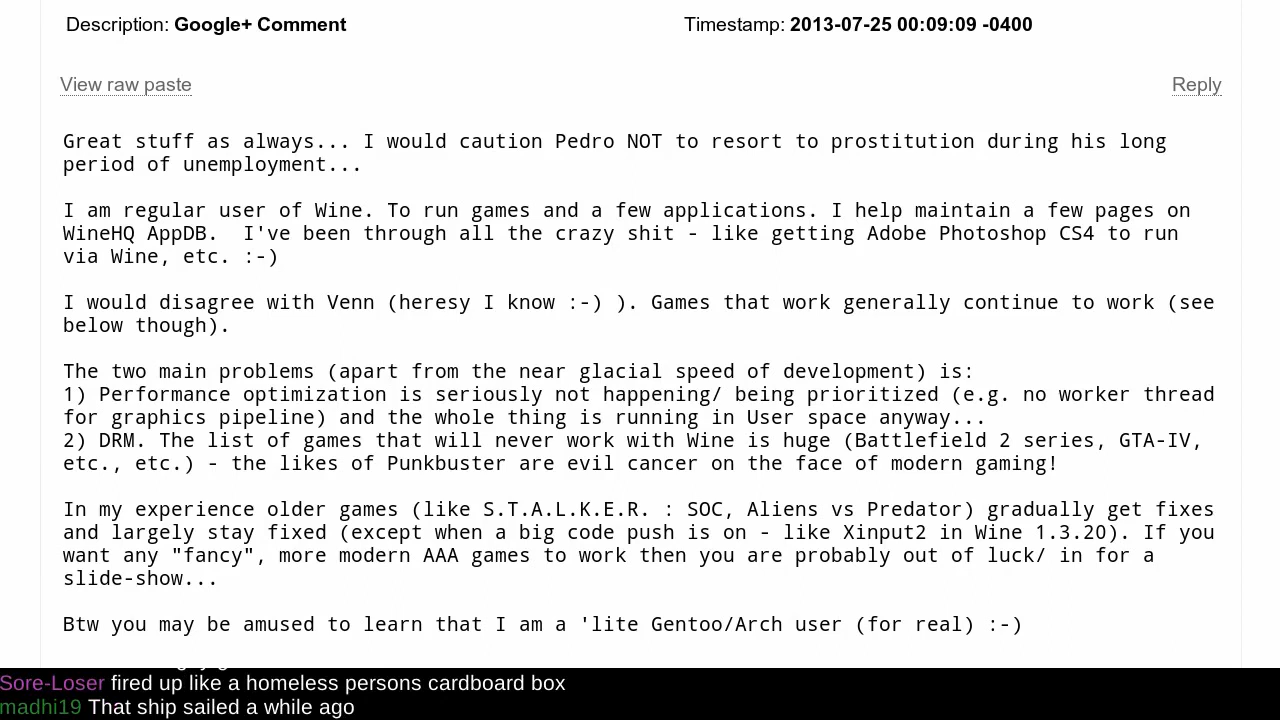 Description: Google+ Comment
Timestamp: 2013-07-25 00:09:09 -0400
View raw paste
Reply
Great stuff as always... I would caution Pedro NOT to resort to prostitution during his long
period of unemployment...
I am regular user of Wine. To run games and a few applications. I help maintain a few pages on
WineHQ AppDB.  I've been through all the crazy shit - like getting Adobe Photoshop CS4 to run
via Wine, etc. :-)
I would disagree with Venn (heresy I know :-) ). Games that work generally continue to work (see
below though).
The two main problems (apart from the near glacial speed of development) is:
1) Performance optimization is seriously not happening/ being prioritized (e.g. no worker thread
for graphics pipeline) and the whole thing is running in User space anyway...
2) DRM. The list of games that will never work with Wine is huge (Battlefield 2 series, GTA-IV,
etc., etc.) - the likes of Punkbuster are evil cancer on the face of modern gaming!
In my experience older games (like S.T.A.L.K.E.R. : SOC, Aliens vs Predator) gradually get fixes
and largely stay fixed (except when a big code push is on - like Xinput2 in Wine 1.3.20). If you
want any "fancy", more modern AAA games to work then you are probably out of luck/ in for a
slide-show...
Btw you may be amused to learn that I am a 'lite Gentoo/Arch user (for real) :-)
Sore-Loser fired up like a homeless persons cardboard box
madhi19 That ship sailed a while ago